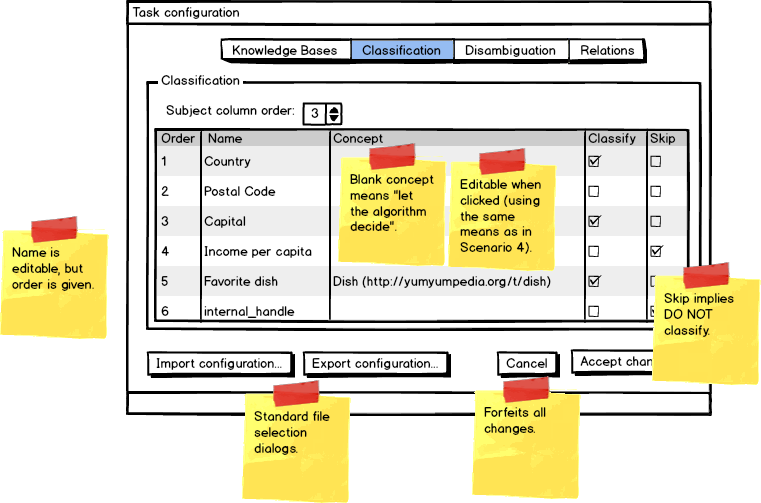 Task configuration
Knowledge Bases
Classification
Disambiguation
Relations
Classification
Subject column order: 3
Order Name Concept Classify Skip
1 Country
2 Postal Code
3 Capital
4 Income per capita
5 Favorite dish Dish (http://yumyumpedia.org/t/dish)
6 internal_handle
Blank concept
means "let
the algorithm
decide".
Editable when
clicked (using
the same
means as in
Scenario 4).
Name is
editable, but
order is given.
Skip implies
DO NOT
classify.
Import configuration...
Export configuration...
Cancel
Accept
Standard file
selection
dialogs.
Forfeits all
changes.